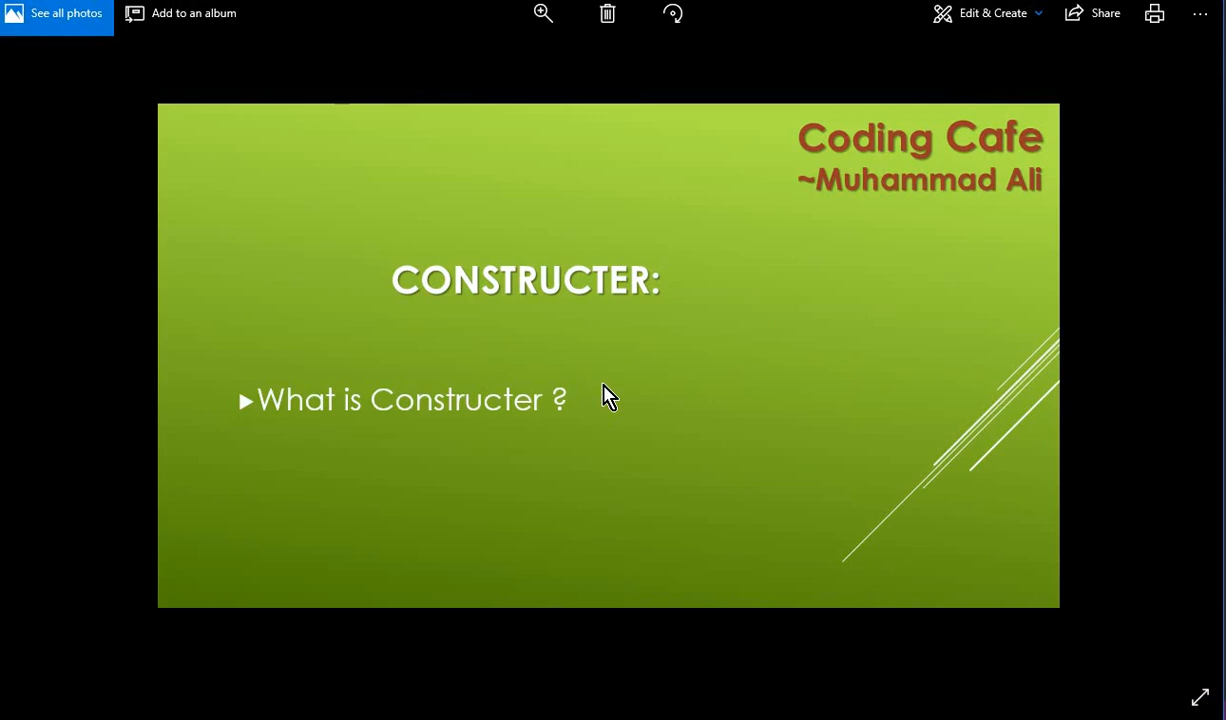 See all photos
Add to an album
Edit & Create
Share
Coding Cafe
~Muhammad Ali
CONSTRUCTER:
What is Constructer ?